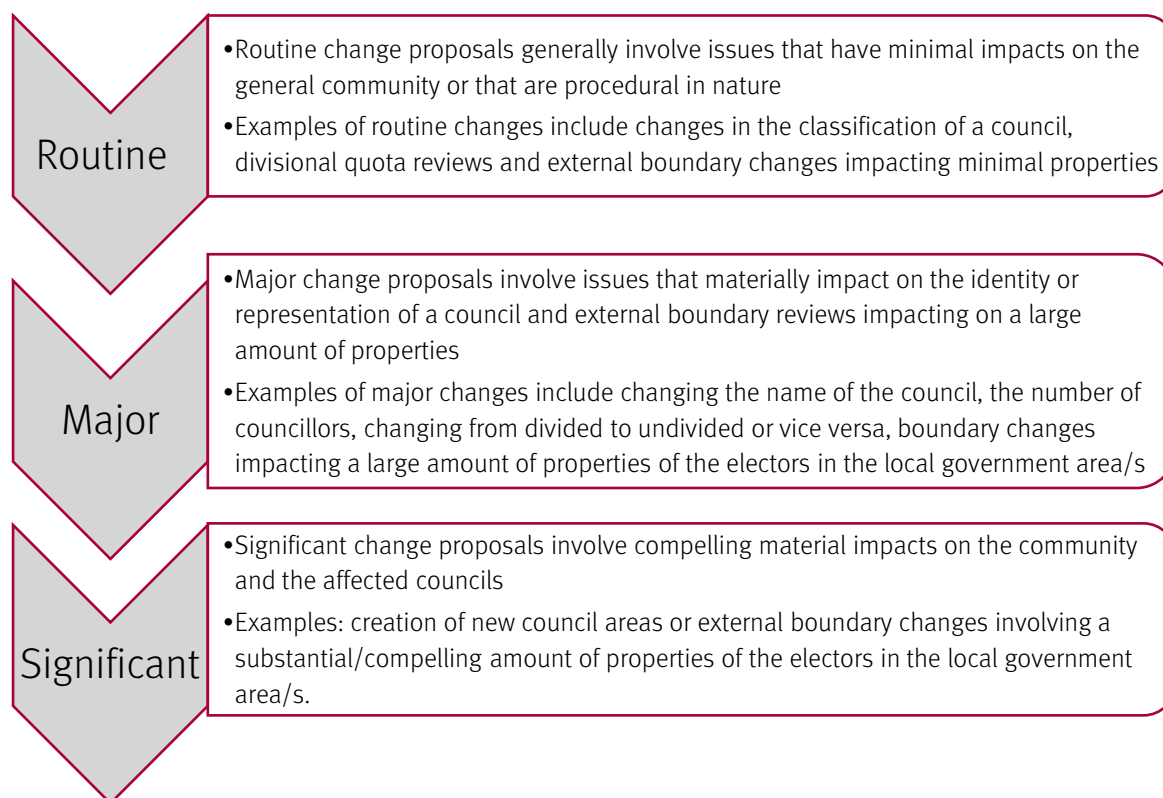 Routine
•Routine change proposals generally involve issues that have minimal impacts on the
general community or that are procedural in nature
•Examples of routine changes include changes in the classification of a council,
divisional quota reviews and external boundary changes impacting minimal properties
Major
•Major change proposals involve issues that materially impact on the identity or
representation of a council and external boundary reviews impacting on a large
amount of properties
•Examples of major changes include changing the name of the council, the number of
councillors, changing from divided to undivided or vice versa, boundary changes
impacting a large amount of properties of the electors in the local government area/s
Significant
•Significant change proposals involve compelling material impacts on the community
and the affected councils
•Examples: creation of new council areas or external boundary changes involving a
substantial/compelling amount of properties of the electors in the local government
area/s.